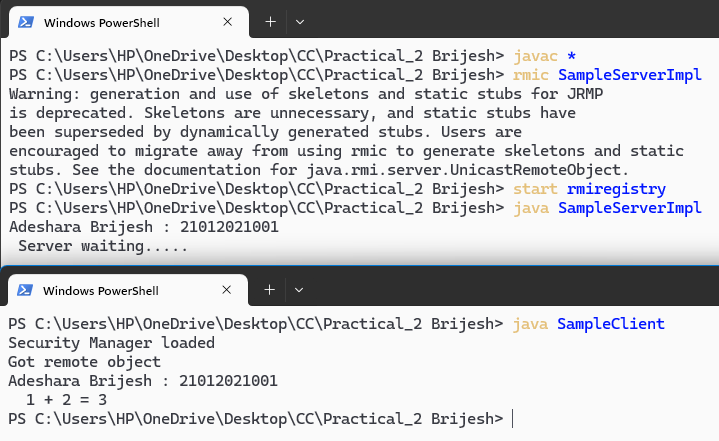 Windows PowerShell
PS C:\Users\HP\OneDrive\Desktop\CC\Practical_2 Brijesh> javac *
PS C:\Users\HP\OneDrive\Desktop\CC\Practical_2 Brijesh> rmic SampleServerImpl
Warning: generation and use of skeletons and static stubs for JRMP
is deprecated. Skeletons are unnecessary, and static stubs have
been superseded by dynamically generated stubs. Users are
encouraged to migrate away from using rmic to generate skeletons and static
stubs. See the documentation for java.rmi.server.UnicastRemoteObject.
PS C:\Users\HP\OneDrive\Desktop\CC\Practical_2 Brijesh> start rmiregistry
PS C:\Users\HP\OneDrive\Desktop\CC\Practical_2 Brijesh> java SampleServerImpl
Adeshara Brijesh : 21012021001
 Server waiting.....
Windows PowerShell
PS C:\Users\HP\OneDrive\Desktop\CC\Practical_2 Brijesh> java SampleClient
Security Manager loaded
Got remote object
Adeshara Brijesh : 21012021001
  1 + 2 = 3
PS C:\Users\HP\OneDrive\Desktop\CC\Practical_2 Brijesh>